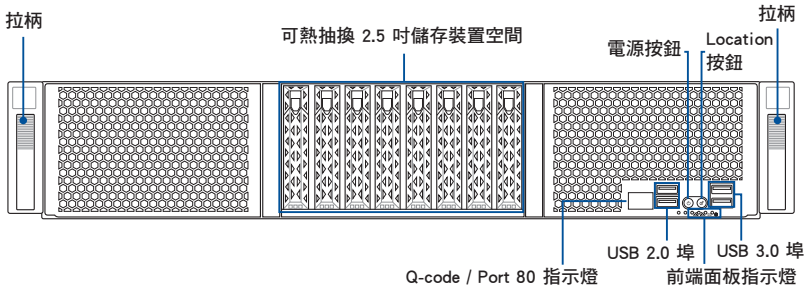 拉柄
可熱抽換 2.5 吋儲存裝置空間
電源按鈕
Location
按鈕
拉柄
USB 2.0 埠
USB 3.0 埠
Q-code / Port 80 指示燈
前端面板指示燈